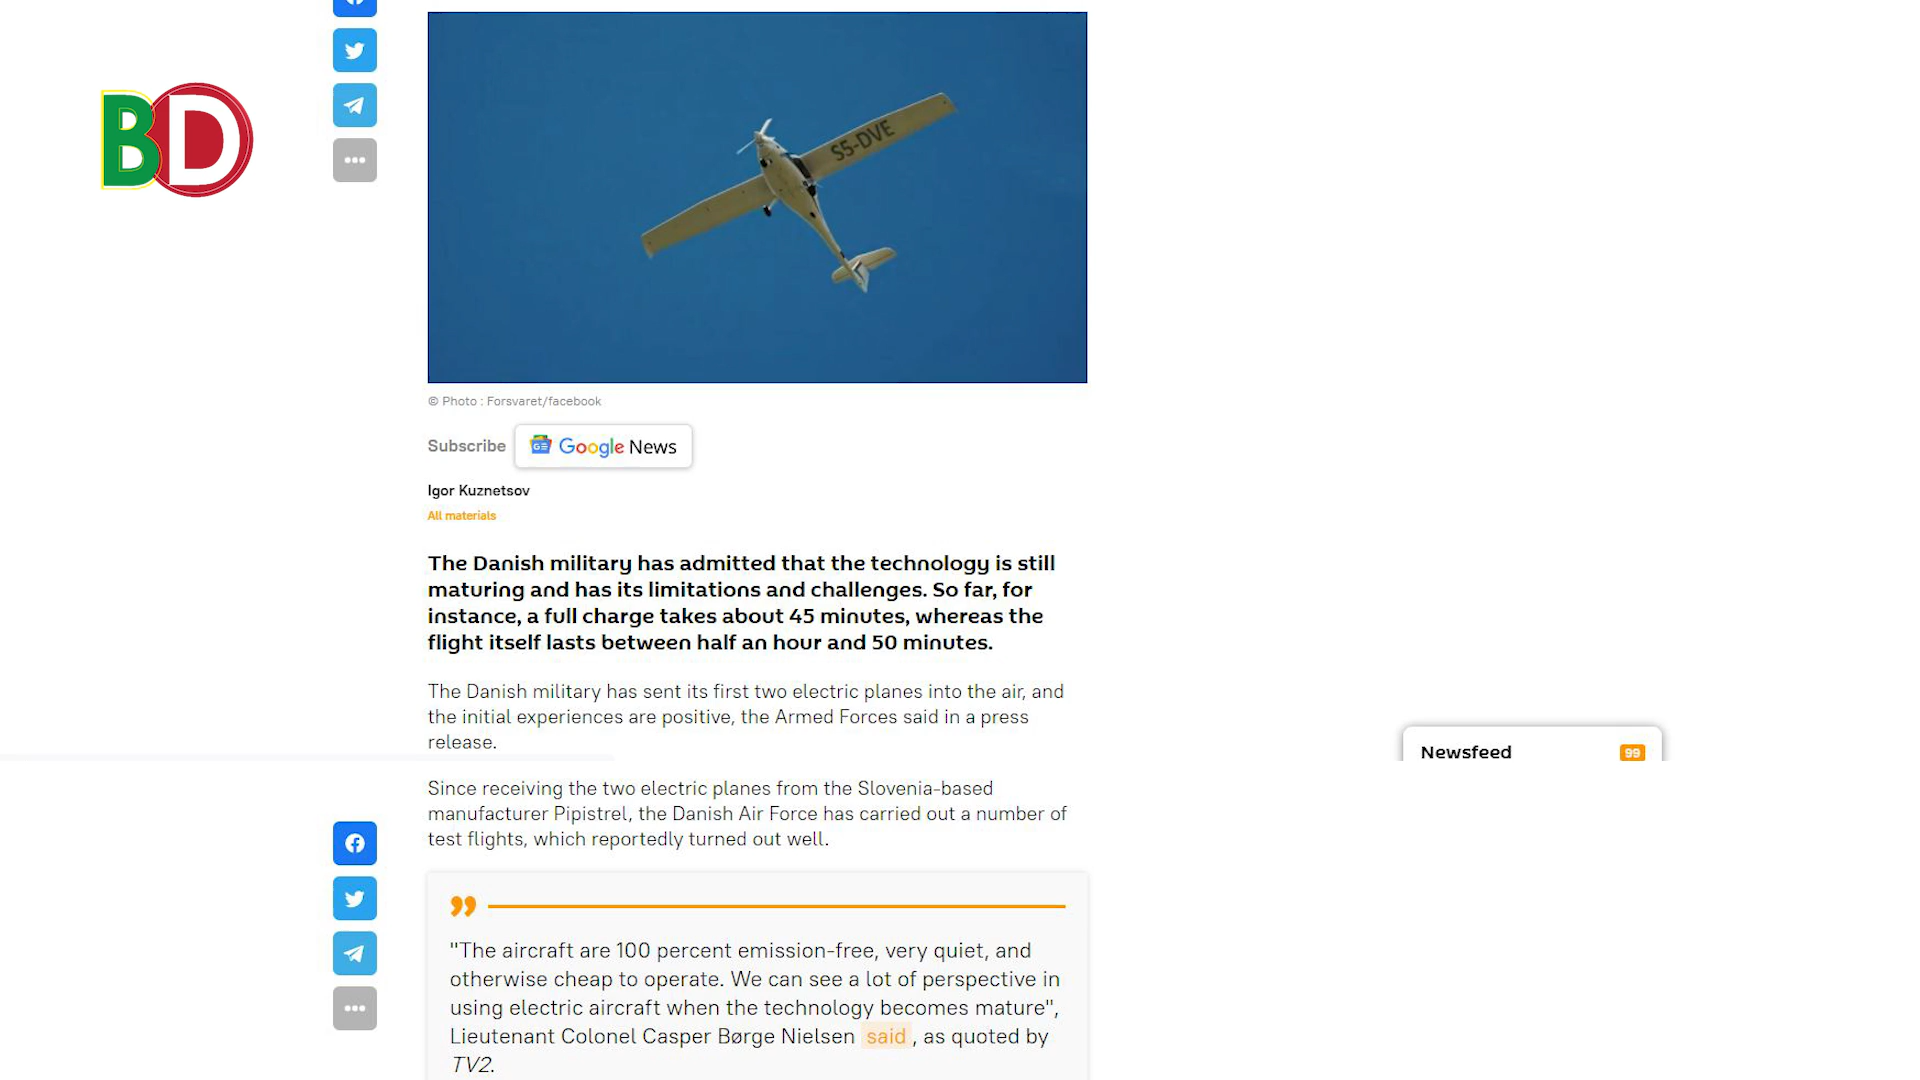 BD
S5-DVE
© Photo : Forsvaret/facebook
Subscribe
GE Google News
Igor Kuznetsov
All materials
The Danish military has admitted that the technology is still
maturing and has its limitations and challenges. So far, for
instance, a full charge takes about 45 minutes, whereas the
flight itself lasts between half an hour and 50 minutes.
The Danish military has sent its first two electric planes into the air, and
the initial experiences are positive, the Armed Forces said in a press
release.
Newsfeed 99
Since receiving the two electric planes from the Slovenia-based
manufacturer Pipistrel, the Danish Air Force has carried out a number of
test flights, which reportedly turned out well.
"The aircraft are 100 percent emission-free, very quiet, and
otherwise cheap to operate. We can see a lot of perspective in
using electric aircraft when the technology becomes mature",
Lieutenant Colonel Casper Børge Nielsen said , as quoted by
TV2.